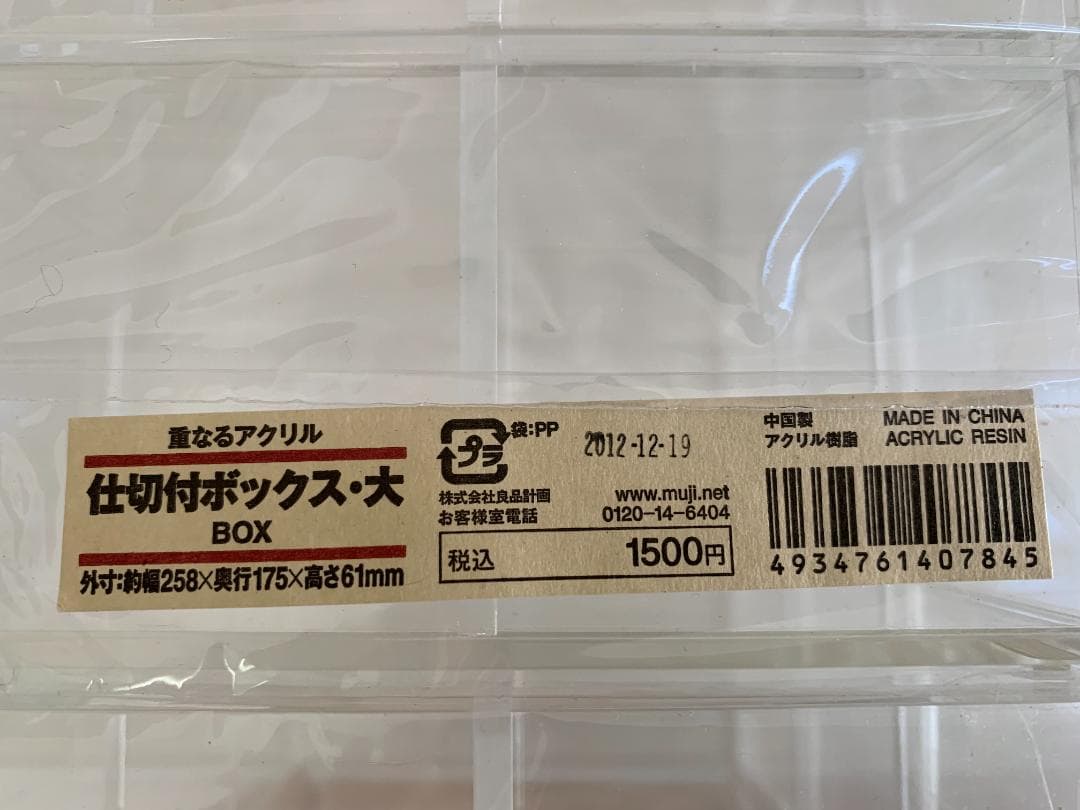 重なるアクリル
仕切付ボックス・大
BOX
外寸:約幅258×奥行175×高さ61mm
プラ
袋:PP
2012-12-19
株式会社良品計画
お客様室電話
www.muji.net
0120-14-6404
税込 1500円
中国製
アクリル樹脂
MADE IN CHINA
ACRYLIC RESIN
4934761407845